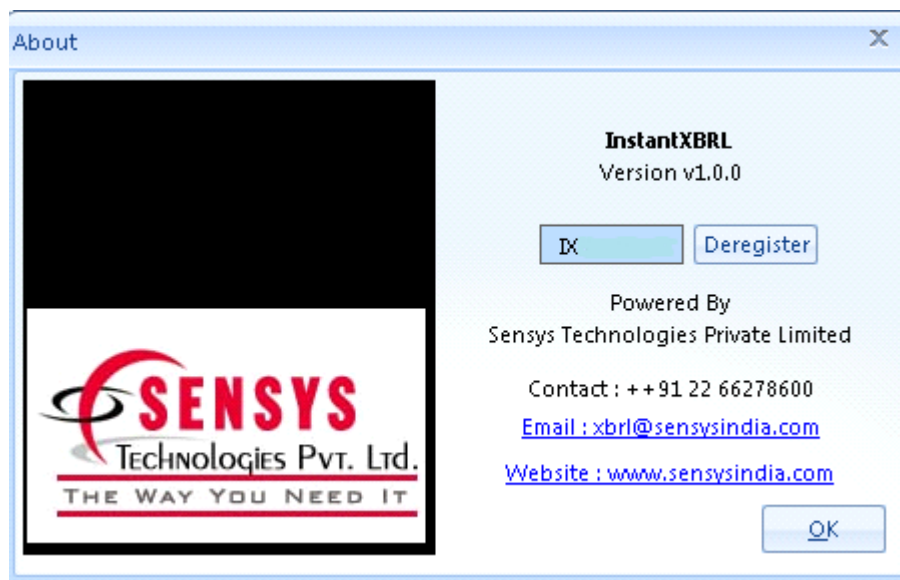 About
SENSYS
Technologies Pvt. Ltd.
THE WAY YOU NEED IT
InstantXBRL
Version v1.0.0
IX
Deregister
Powered By
Sensys Technologies Private Limited
Contact : ++91 22 66278600
Email : xbrl@sensysindia.com
Website : www.sensysindia.com
OK